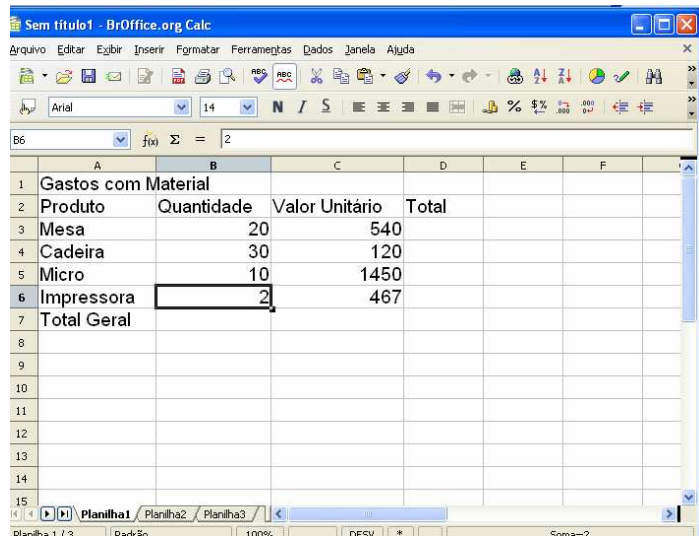 Sem título1 - BrOffice.org Calc
Arquivo Editar Exibir Inserir Formatar Ferramentas Dados Janela Ajuda
Arial 14 N I S
B6 f(x) Σ = 2
A B C D E F
1 Gastos com Material
2 Produto Quantidade Valor Unitário Total
3 Mesa 20 540
4 Cadeira 30 120
5 Micro 10 1450
6 Impressora 2 467
7 Total Geral
8
9
10
11
12
13
14
15
Planilha1 Planilha2 Planilha3
Planilha 1 / 3 Padrão 100% DESV * Soma=2